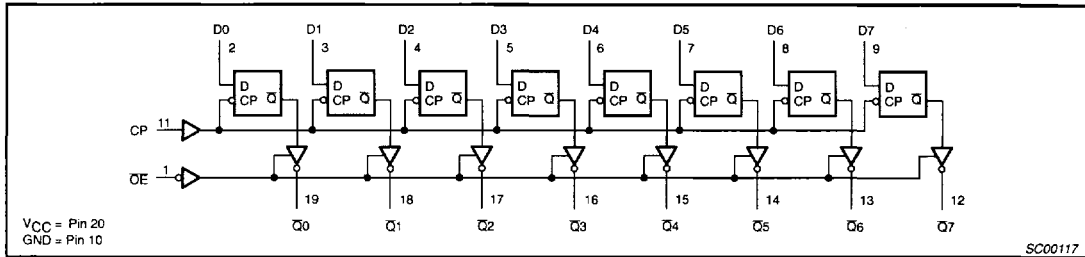 D0 D1 D2 D3 D4 D5 D6 D7
2 3 4 5 6 7 8 9
D D D D D D D D
CP Q̅ CP Q̅ CP Q̅ CP Q̅ CP Q̅ CP Q̅ CP Q̅ CP Q̅
CP 11
O̅E̅ 1
19 18 17 16 15 14 13 12
Q̅0 Q̅1 Q̅2 Q̅3 Q̅4 Q̅5 Q̅6 Q̅7
VCC = Pin 20
GND = Pin 10
SC00117